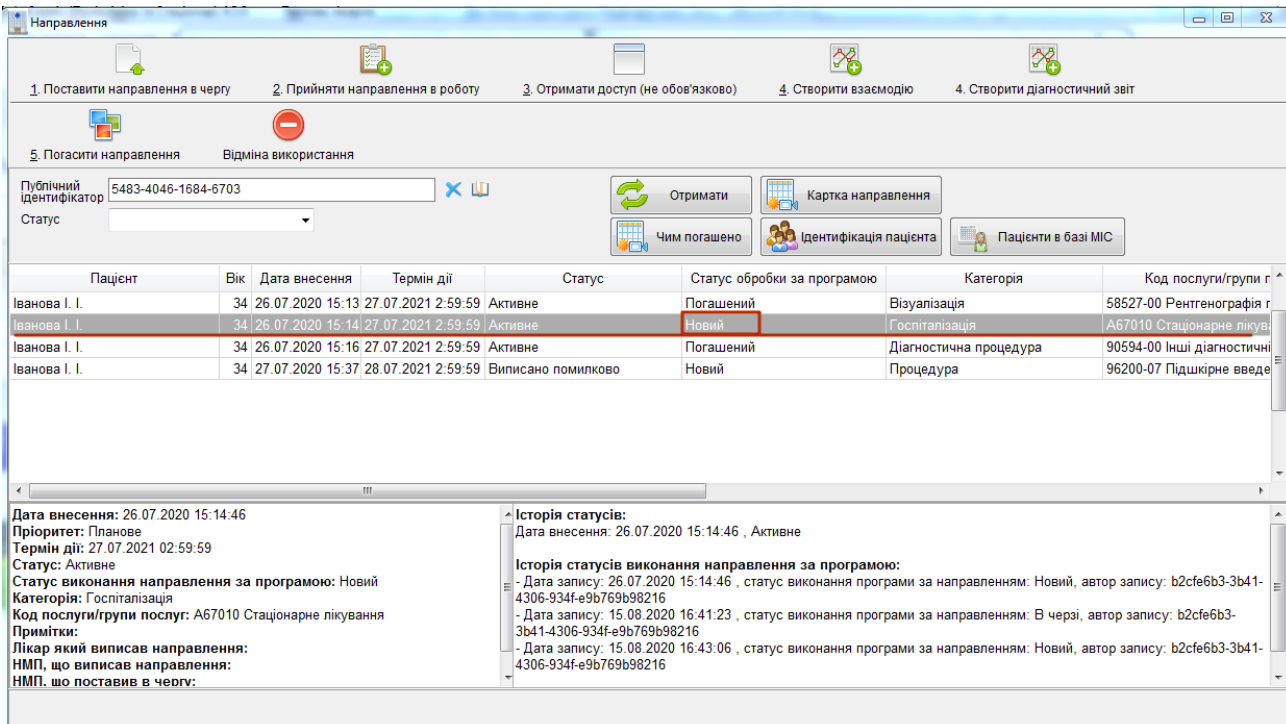 Направлення
1. Поставити направлення в чергу 2. Прийняти направлення в роботу 3. Отримати доступ (не обов'язково) 4. Створити взаємодію 4. Створити діагностичний звіт
5. Погасити направлення Відміна використання
Публічний ідентифікатор 5483-4046-1684-6703 Отримати Картка направлення
Статус Чим погашено Ідентифікація пацієнта Пацієнти в базі МІС
Пацієнт Вік Дата внесення Термін дії Статус Статус обробки за програмою Категорія Код послуги/групи п
Іванова І. І. 34 26.07.2020 15:13 27.07.2021 2:59:59 Активне Погашений Візуалізація 58527-00 Рентгенографія г
Іванова І. І. 34 26.07.2020 15:14 27.07.2021 2:59:59 Активне Новий Госпіталізація A67010 Стаціонарне лікува
Іванова І. І. 34 26.07.2020 15:16 27.07.2021 2:59:59 Активне Погашений Діагностична процедура 90594-00 Інші діагностичні
Іванова І. І. 34 27.07.2020 15:37 28.07.2021 2:59:59 Виписано помилково Новий Процедура 96200-07 Підшкірне введе
Дата внесення: 26.07.2020 15:14:46
Пріоритет: Планове
Термін дії: 27.07.2021 02:59:59
Статус: Активне
Статус виконання направлення за програмою: Новий
Категорія: Госпіталізація
Код послуги/групи послуг: A67010 Стаціонарне лікування
Примітки:
Лікар який виписав направлення:
НМП, що виписав направлення:
НМП, що поставив в чергу:
Історія статусів:
Дата внесення: 26.07.2020 15:14:46 , Активне
Історія статусів виконання направлення за програмою:
- Дата запису: 26.07.2020 15:14:46 , статус виконання програми за направленням: Новий, автор запису: b2cfe6b3-3b41-
4306-934f-e9b769b98216
- Дата запису: 15.08.2020 16:41:23 , статус виконання програми за направленням: В черзі, автор запису: b2cfe6b3-
3b41-4306-934f-e9b769b98216
- Дата запису: 15.08.2020 16:43:06 , статус виконання програми за направленням: Новий, автор запису: b2cfe6b3-3b41-
4306-934f-e9b769b98216